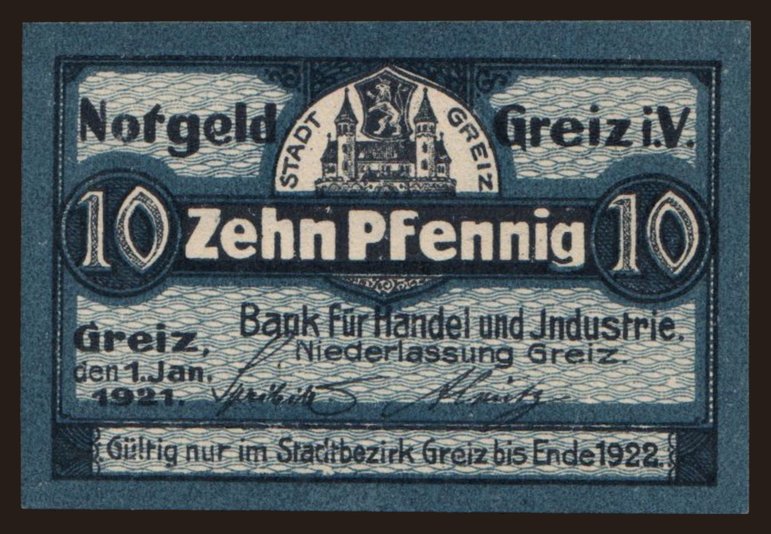 Notgeld Greiz i.V.
STADT GREIZ
10 Zehn Pfennig 10
Bank für Handel und Industrie.
Niederlassung Greiz.
Greiz,
den 1. Jan.
1921.
Gültig nur im Stadtbezirk Greiz bis Ende 1922.